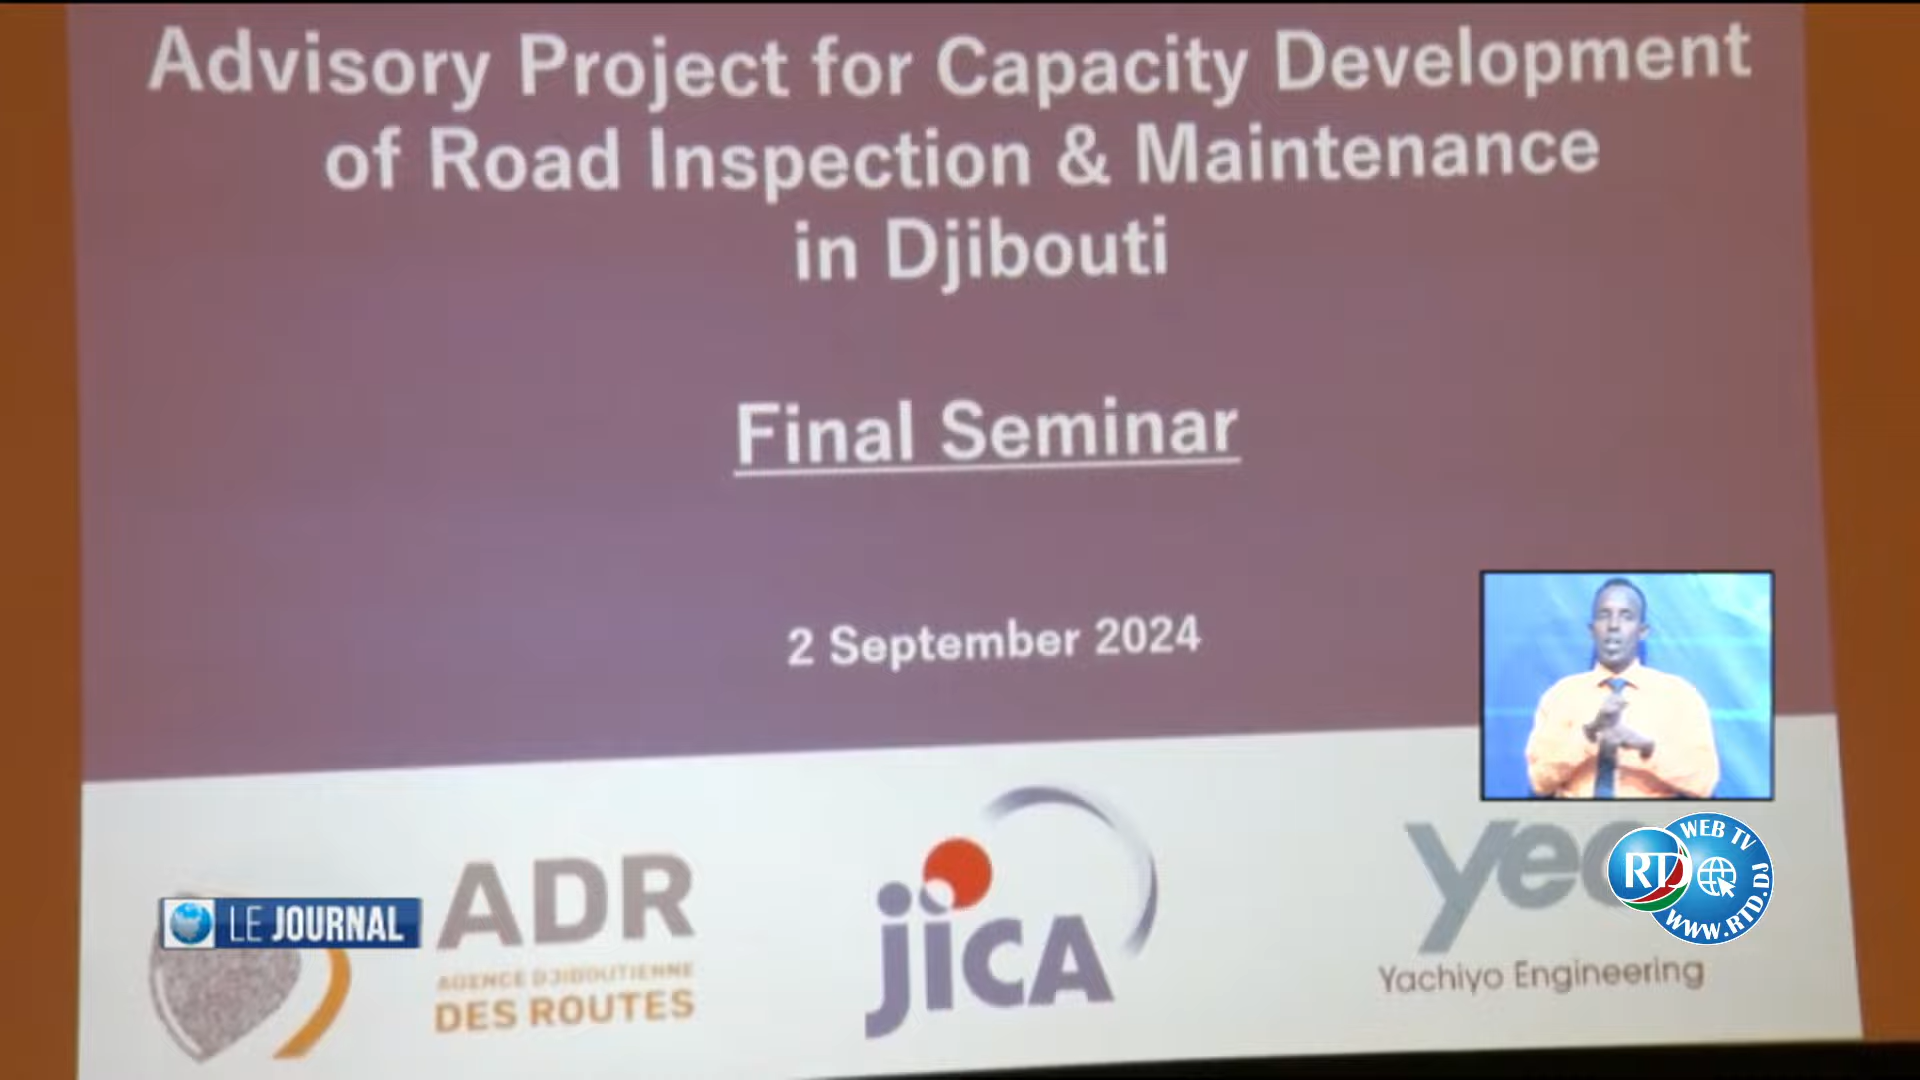 Advisory Project for Capacity Development
of Road Inspection & Maintenance
in Djibouti
Final Seminar
2 September 2024
ADR
AGENCE DJIBOUTIENNE
DES ROUTES
jICA
yec
Yachiyo Engineering
LE JOURNAL
RTD
WEB TV
WWW.RTD.DJ